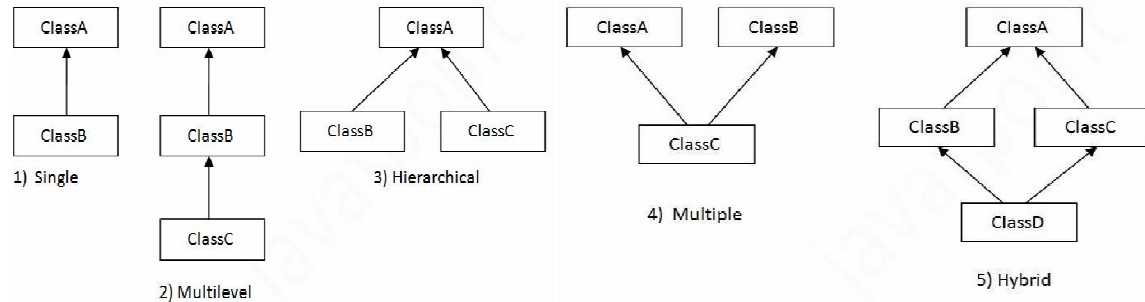 ClassA
ClassB
1) Single
ClassA
ClassB
ClassC
2) Multilevel
ClassA
ClassB
ClassC
3) Hierarchical
ClassA
ClassB
ClassC
4) Multiple
ClassA
ClassB
ClassC
ClassD
5) Hybrid